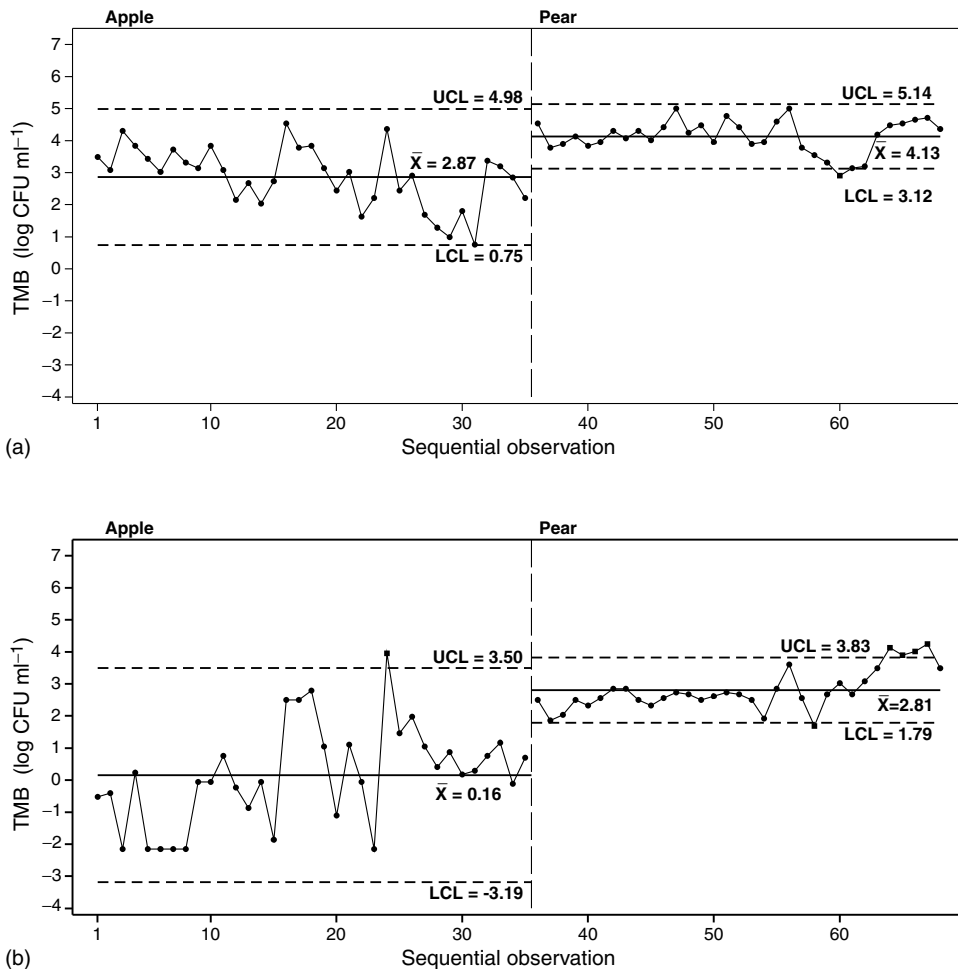 Apple
Pear
7
6
5
4
3
2
1
0
−1
−2
−3
−4
TMB (log CFU ml−1)
UCL = 4.98
X̅ = 2.87
LCL = 0.75
UCL = 5.14
X̅ = 4.13
LCL = 3.12
1 10 20 30 40 50 60
(a)
Sequential observation
Apple
Pear
7
6
5
4
3
2
1
0
−1
−2
−3
−4
TMB (log CFU ml−1)
UCL = 3.50
X̅ = 0.16
LCL = -3.19
UCL = 3.83
X̅=2.81
LCL = 1.79
1 10 20 30 40 50 60
(b)
Sequential observation